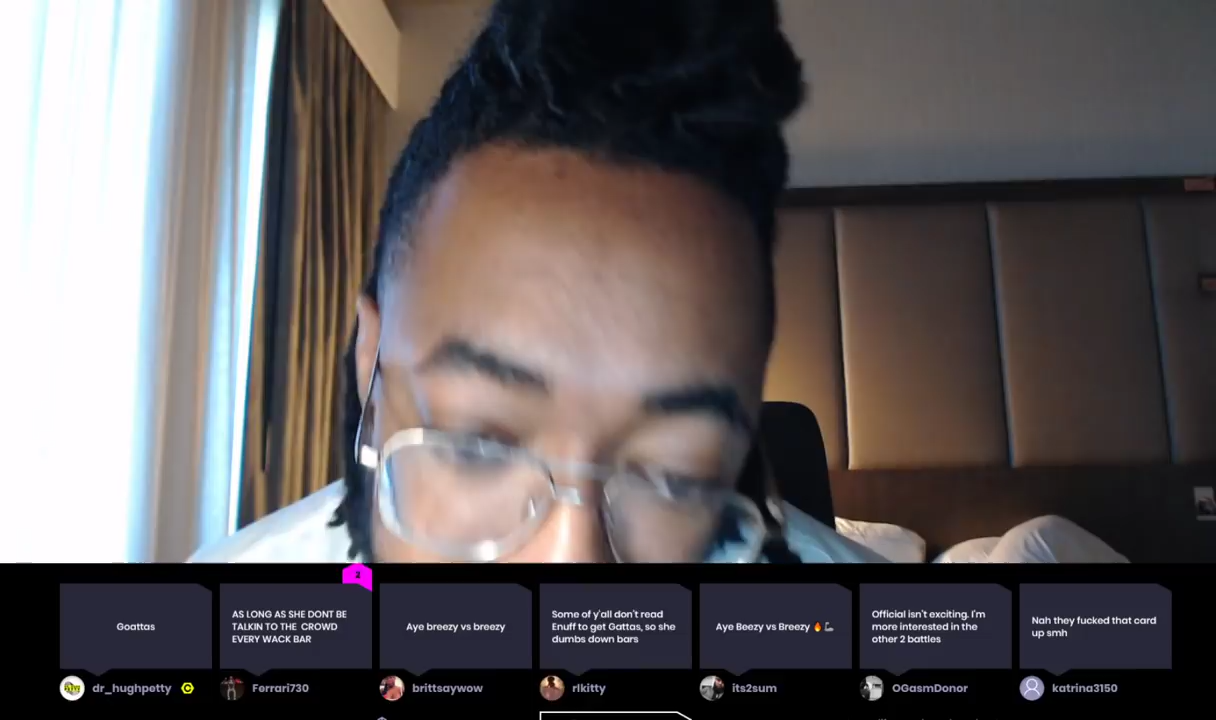 2
Goattas
AS LONG AS SHE DONT BE
TALKIN TO THE CROWD
EVERY WACK BAR
Aye breezy vs breezy
Some of y'all don't read
Enuff to get Gattas, so she
dumbs down bars
Aye Beezy vs Breezy 🔥🦾
Official isn't exciting. I'm
more interested in the
other 2 battles
Nah they fucked that card
up smh
dr_hughpetty
Ferrari730
brittsaywow
rlkitty
its2sum
OGasmDonor
katrina3150